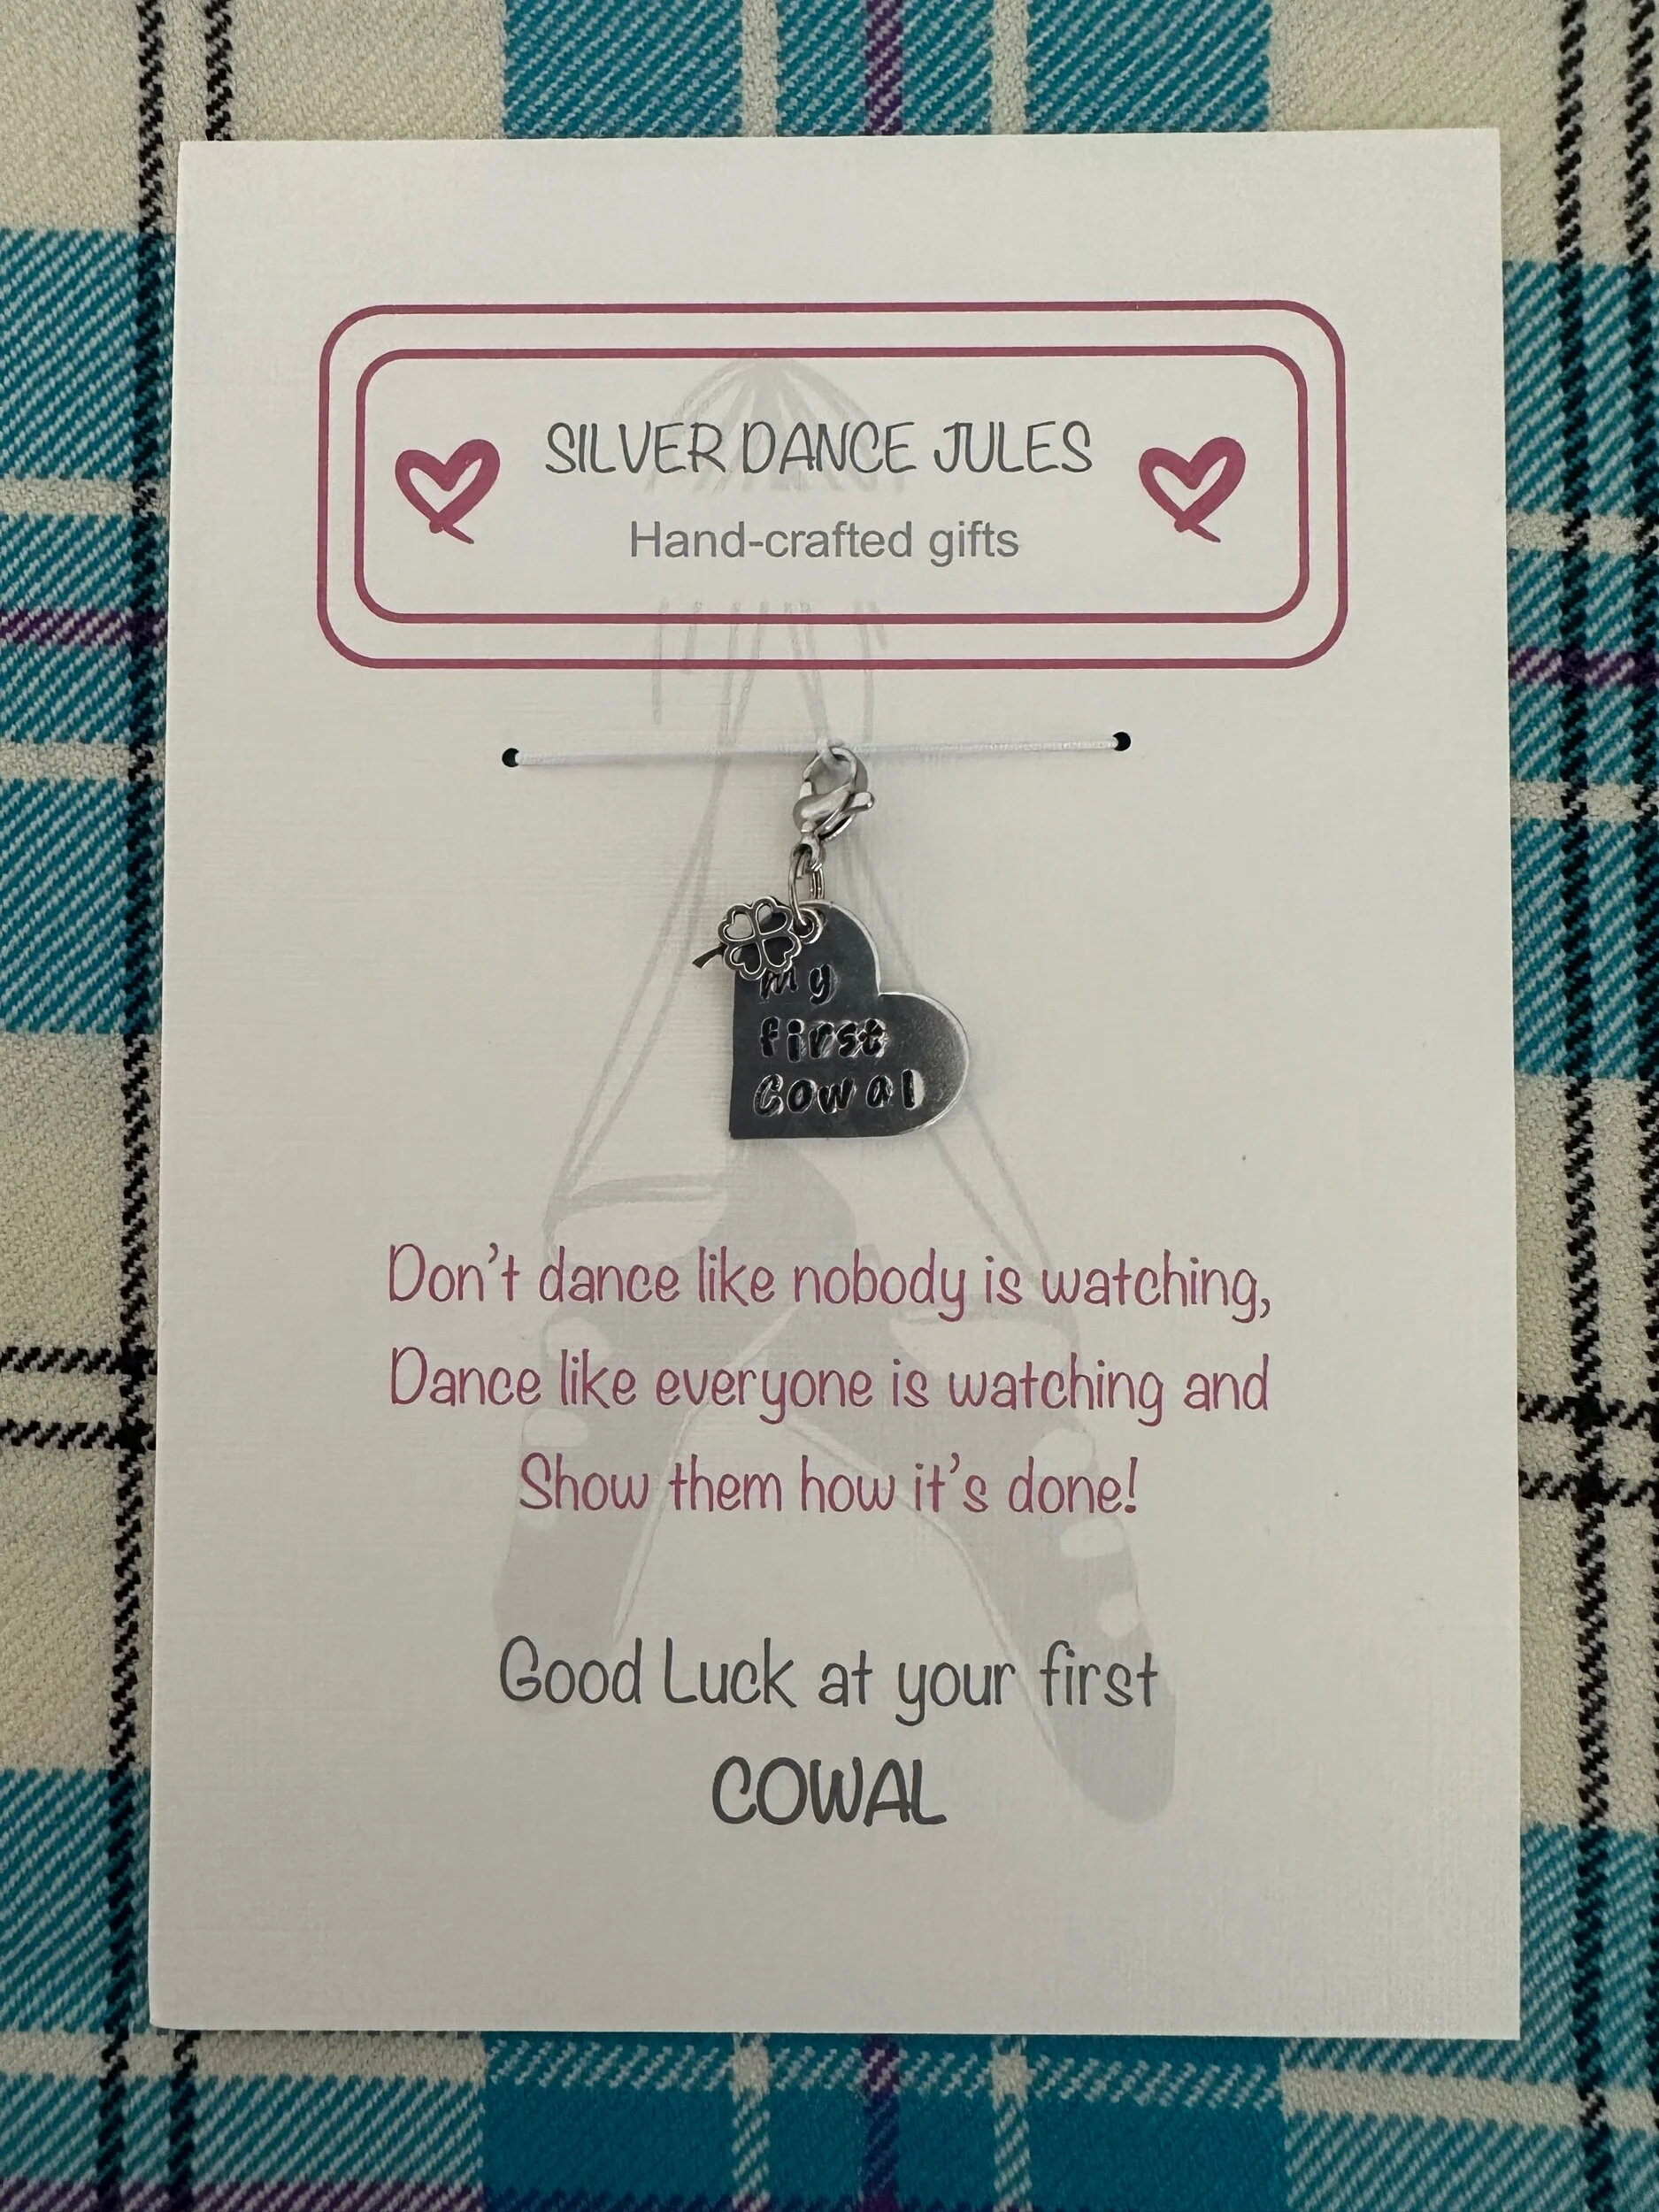 SILVER DANCE JULES
Hand-crafted gifts
my
first
Cowal
Don't dance like nobody is watching,
Dance like everyone is watching and
Show them how it's done!
Good Luck at your first
COWAL